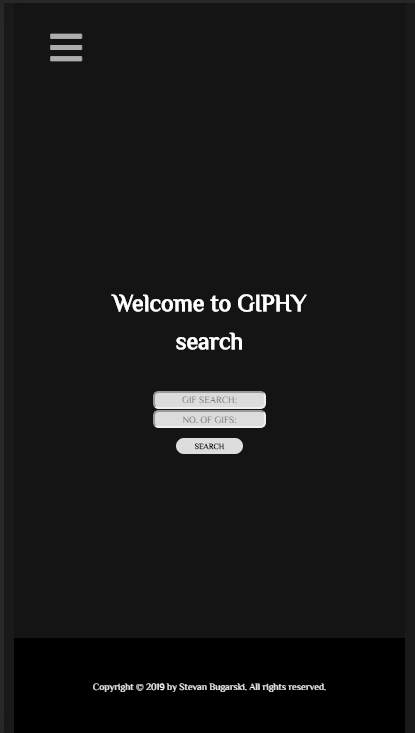 Welcome to GIPHY
search
GIF SEARCH:
NO. OF GIFS:
SEARCH
Copyright © 2019 by Stevan Bugarski. All rights reserved.